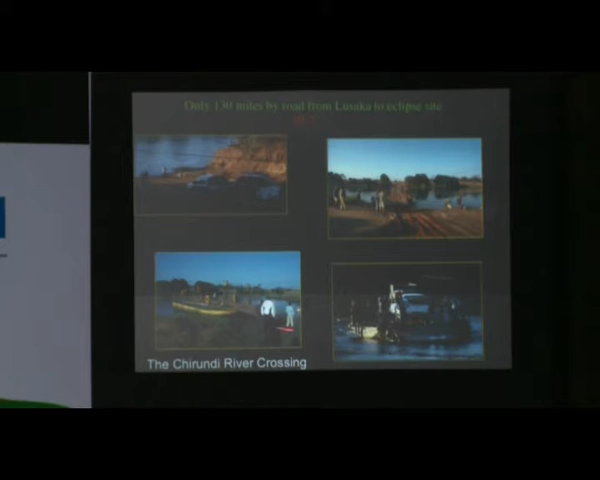 Only 130 miles by road from Lusaka to eclipse site
The Chirundi River Crossing